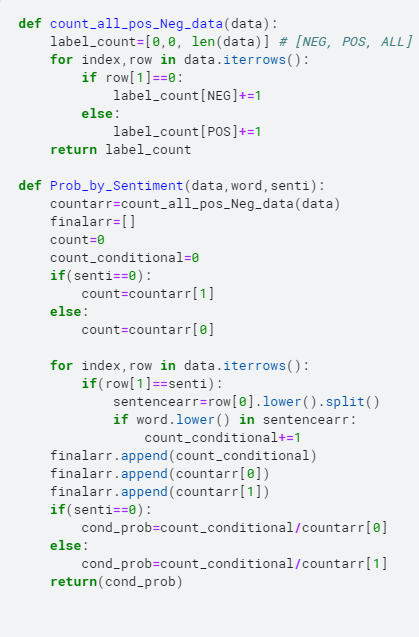 def count_all_pos_Neg_data(data):
    label_count=[0,0, len(data)] # [NEG, POS, ALL]
    for index,row in data.iterrows():
        if row[1]==0:
            label_count[NEG]+=1
        else:
            label_count[POS]+=1
    return label_count

def Prob_by_Sentiment(data,word,senti):
    countarr=count_all_pos_Neg_data(data)
    finalarr=[]
    count=0
    count_conditional=0
    if(senti==0):
        count=countarr[1]
    else:
        count=countarr[0]

    for index,row in data.iterrows():
        if(row[1]==senti):
            sentencearr=row[0].lower().split()
            if word.lower() in sentencearr:
                count_conditional+=1
    finalarr.append(count_conditional)
    finalarr.append(countarr[0])
    finalarr.append(countarr[1])
    if(senti==0):
        cond_prob=count_conditional/countarr[0]
    else:
        cond_prob=count_conditional/countarr[1]
    return(cond_prob)